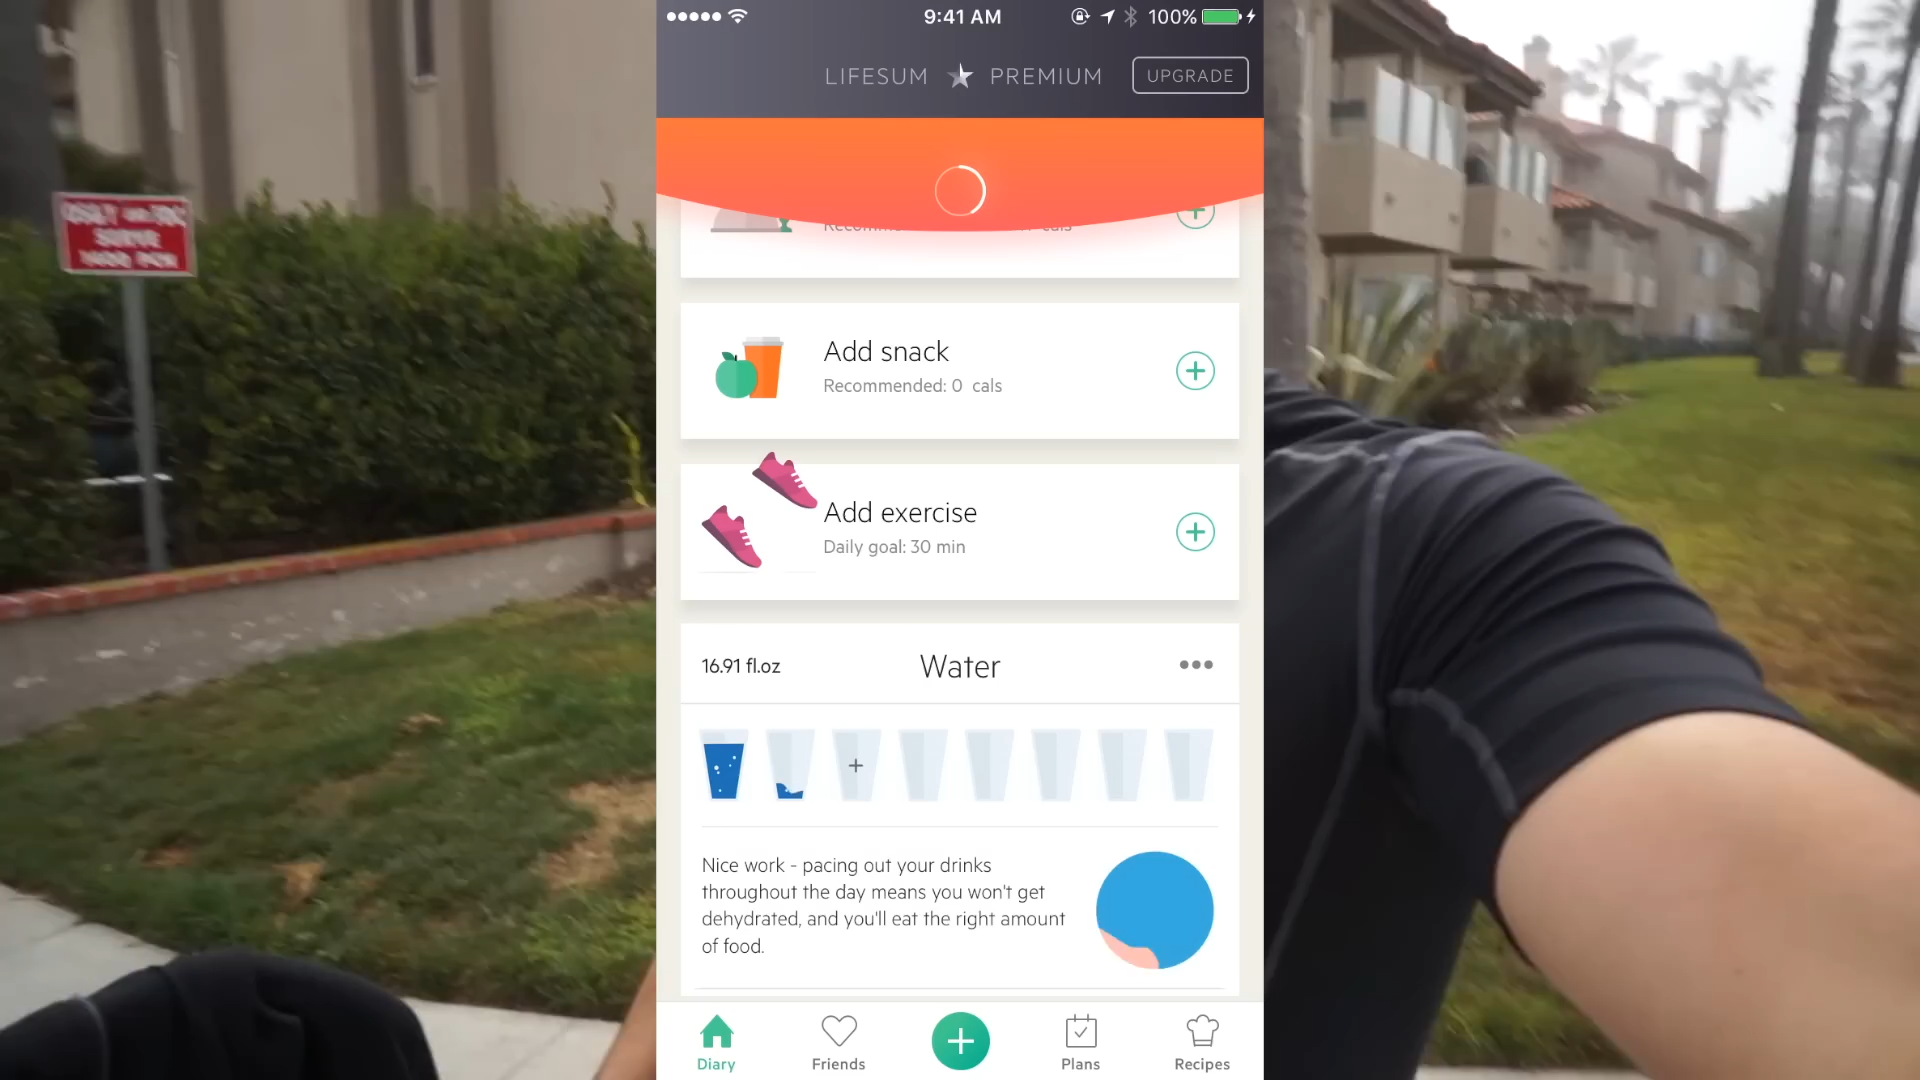 9:41 AM
100%
LIFESUM PREMIUM
UPGRADE
Add snack
Recommended: 0 cals
Add exercise
Daily goal: 30 min
16.91 fl.oz
Water
Nice work - pacing out your drinks
throughout the day means you won't get
dehydrated, and you'll eat the right amount
of food.
Diary
Friends
Plans
Recipes